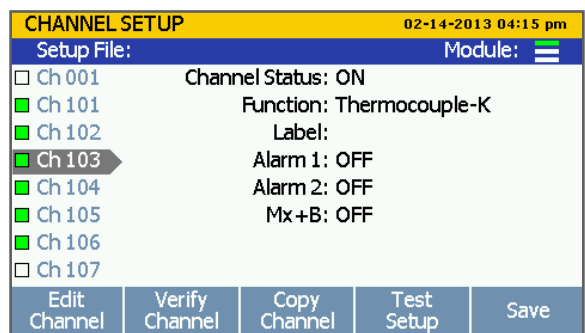 CHANNEL SETUP 02-14-2013 04:15 pm
Setup File: Module:
Ch 001 Channel Status: ON
Ch 101 Function: Thermocouple-K
Ch 102 Label:
Ch 103 Alarm 1: OFF
Ch 104 Alarm 2: OFF
Ch 105 Mx+B: OFF
Ch 106
Ch 107
Edit Channel Verify Channel Copy Channel Test Setup Save